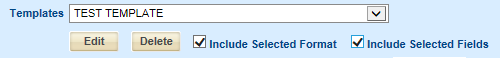 Templates TEST TEMPLATE
Edit Delete Include Selected Format Include Selected Fields